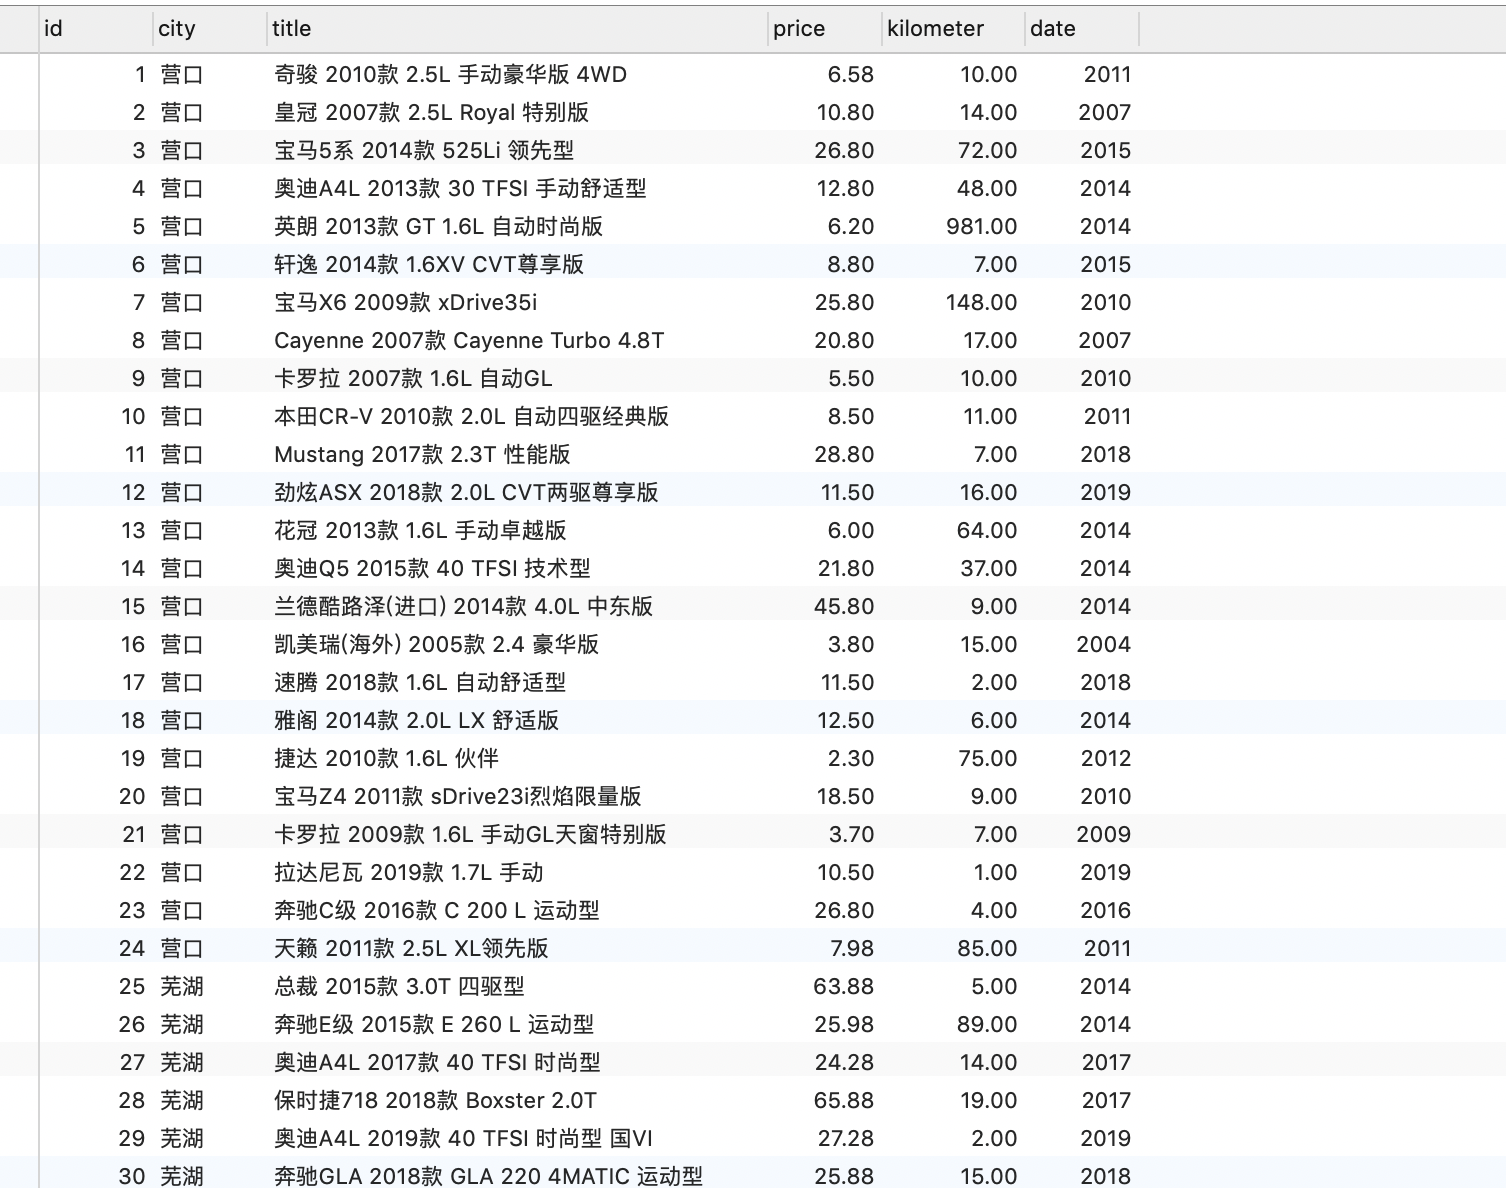 id city title price kilometer date
1 营口 奇骏 2010款 2.5L 手动豪华版 4WD 6.58 10.00 2011
2 营口 皇冠 2007款 2.5L Royal 特别版 10.80 14.00 2007
3 营口 宝马5系 2014款 525Li 领先型 26.80 72.00 2015
4 营口 奥迪A4L 2013款 30 TFSI 手动舒适型 12.80 48.00 2014
5 营口 英朗 2013款 GT 1.6L 自动时尚版 6.20 981.00 2014
6 营口 轩逸 2014款 1.6XV CVT尊享版 8.80 7.00 2015
7 营口 宝马X6 2009款 xDrive35i 25.80 148.00 2010
8 营口 Cayenne 2007款 Cayenne Turbo 4.8T 20.80 17.00 2007
9 营口 卡罗拉 2007款 1.6L 自动GL 5.50 10.00 2010
10 营口 本田CR-V 2010款 2.0L 自动四驱经典版 8.50 11.00 2011
11 营口 Mustang 2017款 2.3T 性能版 28.80 7.00 2018
12 营口 劲炫ASX 2018款 2.0L CVT两驱尊享版 11.50 16.00 2019
13 营口 花冠 2013款 1.6L 手动卓越版 6.00 64.00 2014
14 营口 奥迪Q5 2015款 40 TFSI 技术型 21.80 37.00 2014
15 营口 兰德酷路泽(进口) 2014款 4.0L 中东版 45.80 9.00 2014
16 营口 凯美瑞(海外) 2005款 2.4 豪华版 3.80 15.00 2004
17 营口 速腾 2018款 1.6L 自动舒适型 11.50 2.00 2018
18 营口 雅阁 2014款 2.0L LX 舒适版 12.50 6.00 2014
19 营口 捷达 2010款 1.6L 伙伴 2.30 75.00 2012
20 营口 宝马Z4 2011款 sDrive23i烈焰限量版 18.50 9.00 2010
21 营口 卡罗拉 2009款 1.6L 手动GL天窗特别版 3.70 7.00 2009
22 营口 拉达尼瓦 2019款 1.7L 手动 10.50 1.00 2019
23 营口 奔驰C级 2016款 C 200 L 运动型 26.80 4.00 2016
24 营口 天籁 2011款 2.5L XL领先版 7.98 85.00 2011
25 芜湖 总裁 2015款 3.0T 四驱型 63.88 5.00 2014
26 芜湖 奔驰E级 2015款 E 260 L 运动型 25.98 89.00 2014
27 芜湖 奥迪A4L 2017款 40 TFSI 时尚型 24.28 14.00 2017
28 芜湖 保时捷718 2018款 Boxster 2.0T 65.88 19.00 2017
29 芜湖 奥迪A4L 2019款 40 TFSI 时尚型 国VI 27.28 2.00 2019
30 芜湖 奔驰GLA 2018款 GLA 220 4MATIC 运动型 25.88 15.00 2018